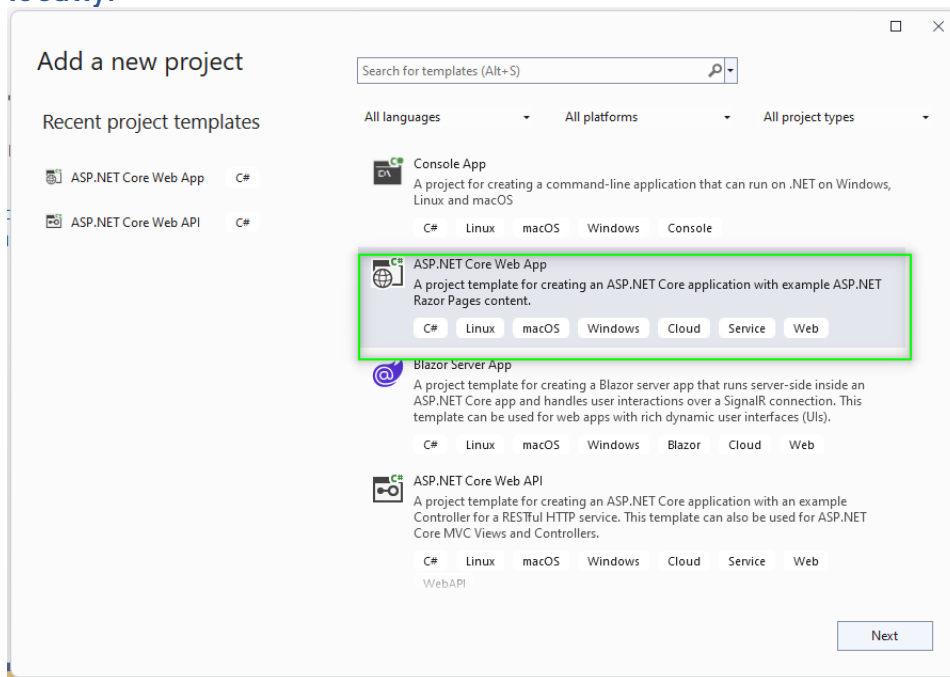 locally.
Add a new project
Search for templates (Alt+S)
Recent project templates
All languages
All platforms
All project types
ASP.NET Core Web App C#
ASP.NET Core Web API C#
Console App
A project for creating a command-line application that can run on .NET on Windows,
Linux and macOS
C# Linux macOS Windows Console
ASP.NET Core Web App
A project template for creating an ASP.NET Core application with example ASP.NET
Razor Pages content.
C# Linux macOS Windows Cloud Service Web
Blazor Server App
A project template for creating a Blazor server app that runs server-side inside an
ASP.NET Core app and handles user interactions over a SignalR connection. This
template can be used for web apps with rich dynamic user interfaces (UIs).
C# Linux macOS Windows Blazor Cloud Web
ASP.NET Core Web API
A project template for creating an ASP.NET Core application with an example
Controller for a RESTful HTTP service. This template can also be used for ASP.NET
Core MVC Views and Controllers.
C# Linux macOS Windows Cloud Service Web
WebAPI
Next